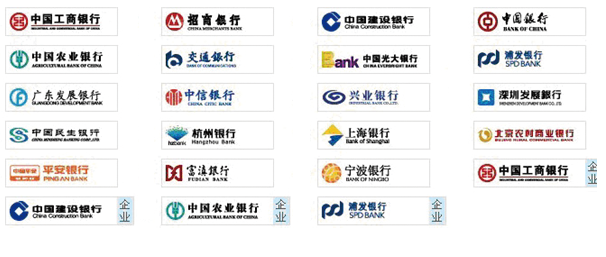 中国工商银行
INDUSTRIAL AND COMMERCIAL BANK OF CHINA
招商银行
CHINA MERCHANTS BANK
中国建设银行
China Construction Bank
中国银行
BANK OF CHINA
中国农业银行
AGRICULTURAL BANK OF CHINA
交通银行
BANK OF COMMUNICATIONS
Bank
中国光大银行
CHINA EVERBRIGHT BANK
浦发银行
SPD BANK
广东发展银行
GUANGDONG DEVELOPMENT BANK
中信银行
CHINA CITIC BANK
兴业银行
INDUSTRIAL BANK CO.,LTD.
深圳发展银行
SHENZHEN DEVELOPMENT BANK CO., LTD.
中国民生银行
CHINA MINSHENG BANKING CORP.,LTD.
hzbank
杭州银行
Hangzhou Bank
上海银行
Bank of Shanghai
北京农村商业银行
BEIJING RURAL COMMERCIAL BANK
中国平安
平安银行
PINGAN BANK
富滇银行
FUDIAN BANK
宁波银行
BANK OF NINGBO
中国工商银行
INDUSTRIAL AND COMMERCIAL BANK OF CHINA
企业
中国建设银行
China Construction Bank
企业
中国农业银行
AGRICULTURAL BANK OF CHINA
企业
浦发银行
SPD BANK
企业